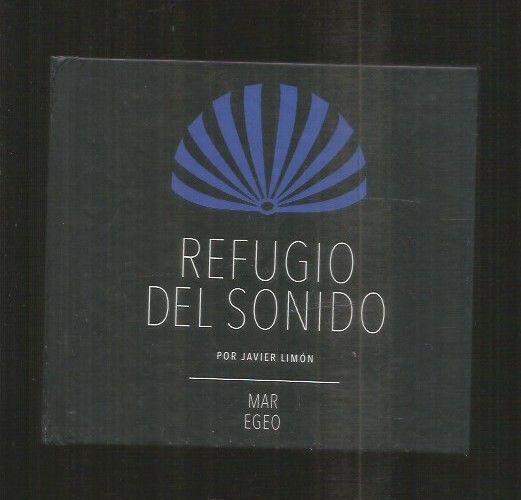 REFUGIO
DEL SONIDO
POR JAVIER LIMÓN
MAR
EGEO